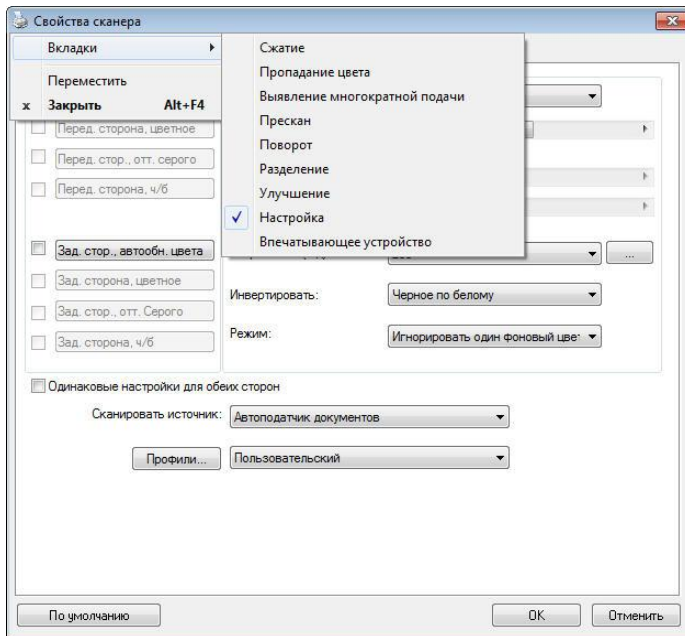 Свойства сканера
Вкладки
Переместить
x Закрыть Alt+F4
Сжатие
Пропадание цвета
Выявление многократной подачи
Прескан
Поворот
Разделение
Улучшение
Настройка
Впечатывающее устройство
Перед. сторона, цветное
Перед. стор., отт. серого
Перед. сторона, ч/б
Зад. стор., автообн. цвета
...
Зад. сторона, цветное
Инвертировать: Черное по белому
Зад. стор., отт. Серого
Режим: Игнорировать один фоновый цвет
Зад. сторона, ч/б
Одинаковые настройки для обеих сторон
Сканировать источник: Автоподатчик документов
Профили... Пользовательский
По умолчанию OK Отменить